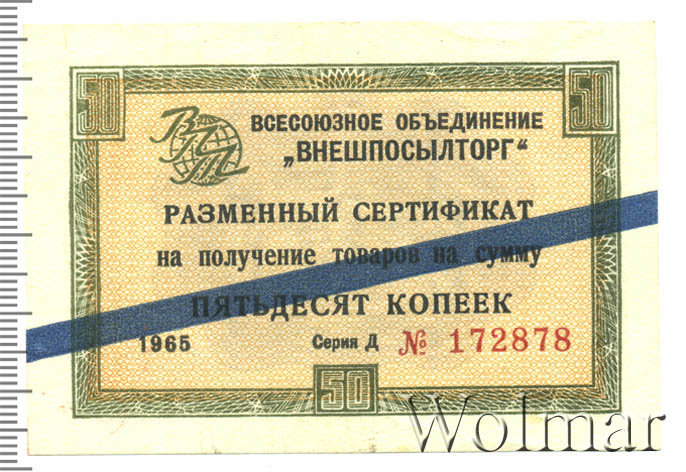 50 50
ВПТ
ВСЕСОЮЗНОЕ ОБЪЕДИНЕНИЕ
„ВНЕШПОСЫЛТОРГ“
РАЗМЕННЫЙ СЕРТИФИКАТ
на получение товаров на сумму
ПЯТЬДЕСЯТ КОПЕЕК
1965 Серия Д № 172878
50
Wolmar